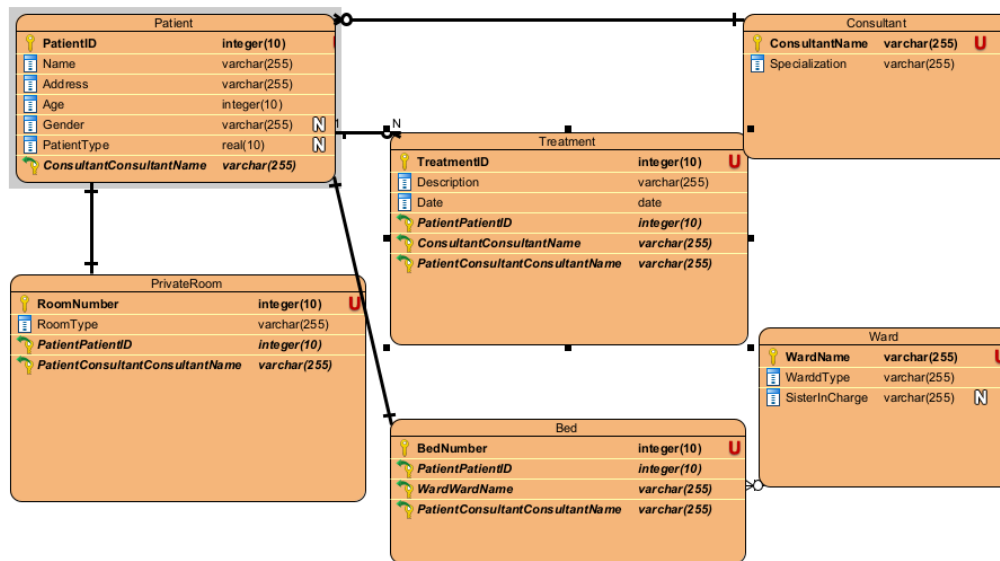 Patient
PatientID integer(10) U
Name varchar(255)
Address varchar(255)
Age integer(10)
Gender varchar(255) N
PatientType real(10) N
ConsultantConsultantName varchar(255)
Consultant
ConsultantName varchar(255) U
Specialization varchar(255)
1 N
Treatment
TreatmentID integer(10) U
Description varchar(255)
Date date
PatientPatientID integer(10)
ConsultantConsultantName varchar(255)
PatientConsultantConsultantName varchar(255)
PrivateRoom
RoomNumber integer(10) U
RoomType varchar(255)
PatientPatientID integer(10)
PatientConsultantConsultantName varchar(255)
Ward
WardName varchar(255) U
WarddType varchar(255)
SisterInCharge varchar(255) N
Bed
BedNumber integer(10) U
PatientPatientID integer(10)
WardWardName varchar(255)
PatientConsultantConsultantName varchar(255)